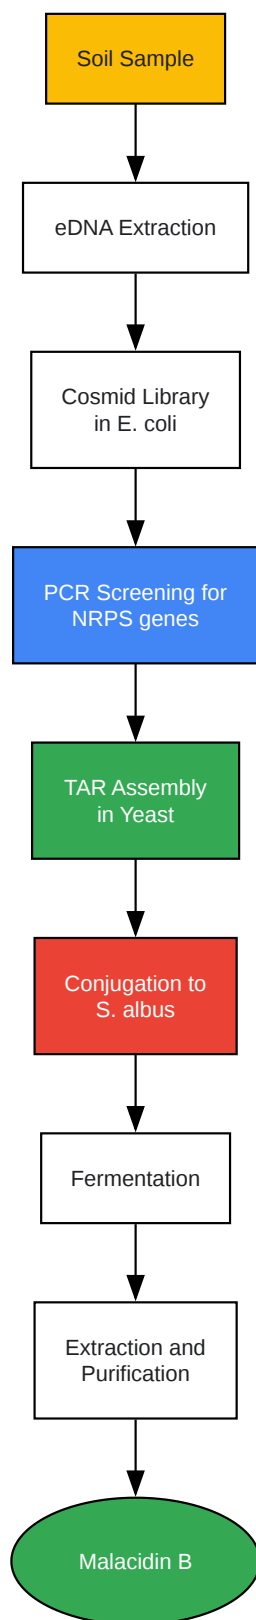 Soil Sample
eDNA Extraction
Cosmid Library
in E. coli
PCR Screening for
NRPS genes
TAR Assembly
in Yeast
Conjugation to
S. albus
Fermentation
Extraction and
Purification
Malacidin B